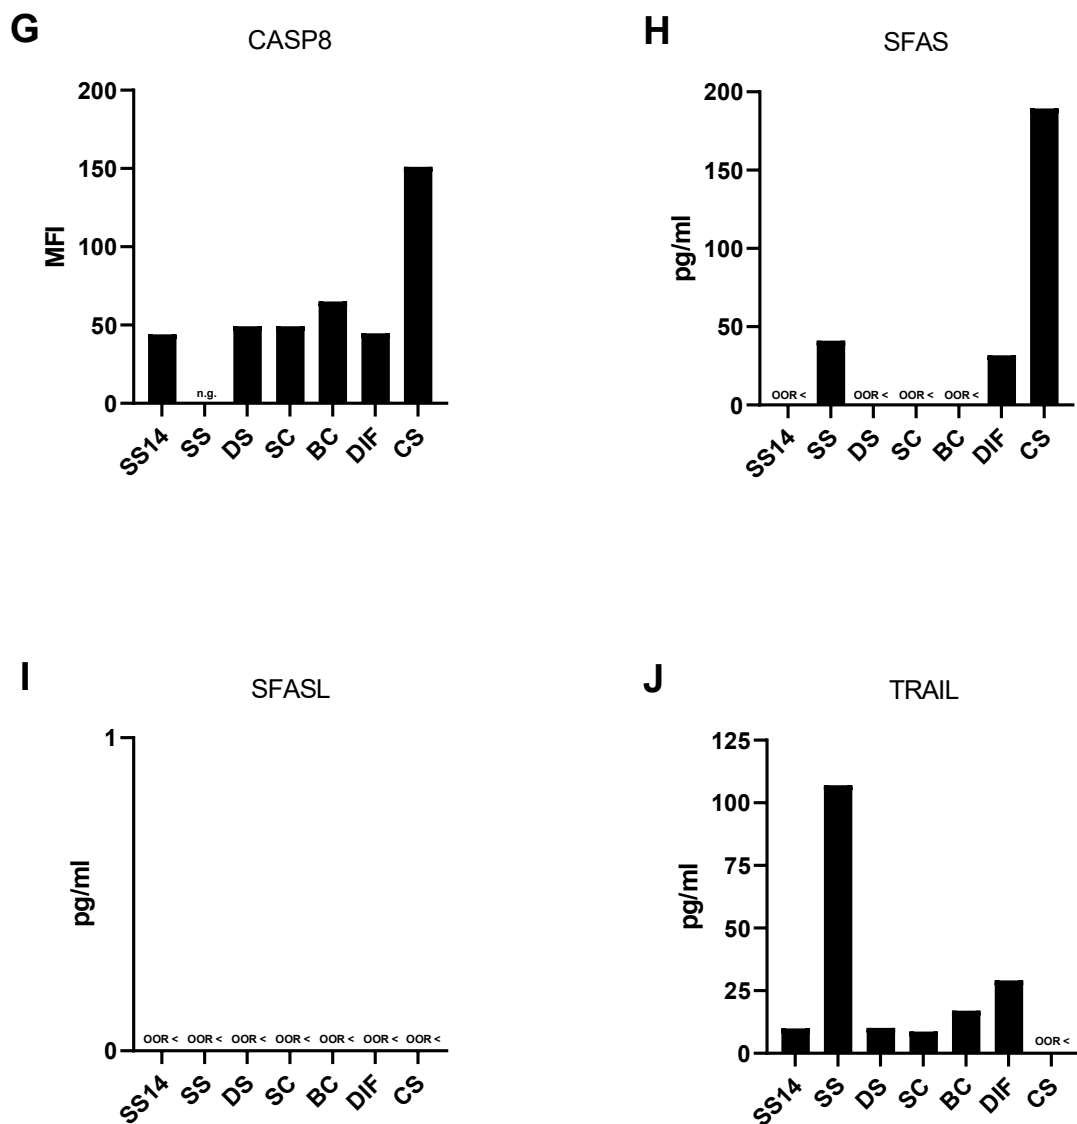 G
CASP8
200
150
100
50
0
MFI
n.g.
SS14 SS DS SC BC DIF CS
H
SFAS
200
150
100
50
0
pg/ml
OOR < OOR < OOR < OOR <
SS14 SS DS SC BC DIF CS
I
SFASL
1
0
pg/ml
OOR < OOR < OOR < OOR < OOR < OOR < OOR <
SS14 SS DS SC BC DIF CS
J
TRAIL
125
100
75
50
25
0
pg/ml
OOR <
SS14 SS DS SC BC DIF CS